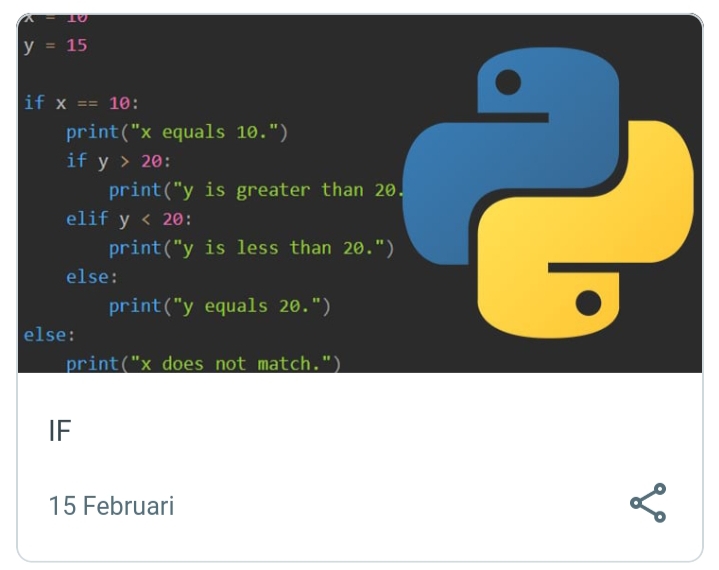 x = 10
y = 15
if x == 10:
print("x equals 10.")
if y > 20:
print("y is greater than 20.
elif y < 20:
print("y is less than 20.")
else:
print("y equals 20.")
else:
print("x does not match.")
IF
15 Februari